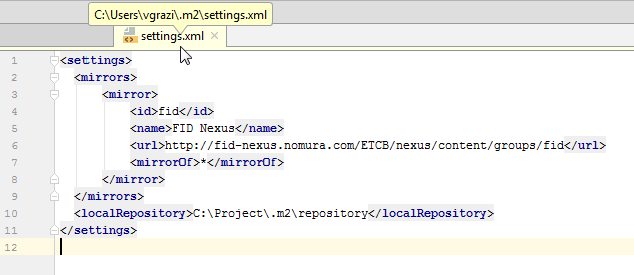 C:\Users\vgrazi\.m2\settings.xml
settings.xml
1 <settings>
2 <mirrors>
3 <mirror>
4 <id>fid</id>
5 <name>FID Nexus</name>
6 <url>http://fid-nexus.nomura.com/ETCB/nexus/content/groups/fid</url>
7 <mirrorOf>*</mirrorOf>
8 </mirror>
9 </mirrors>
10 <localRepository>C:\Project\.m2\repository</localRepository>
11 </settings>
12